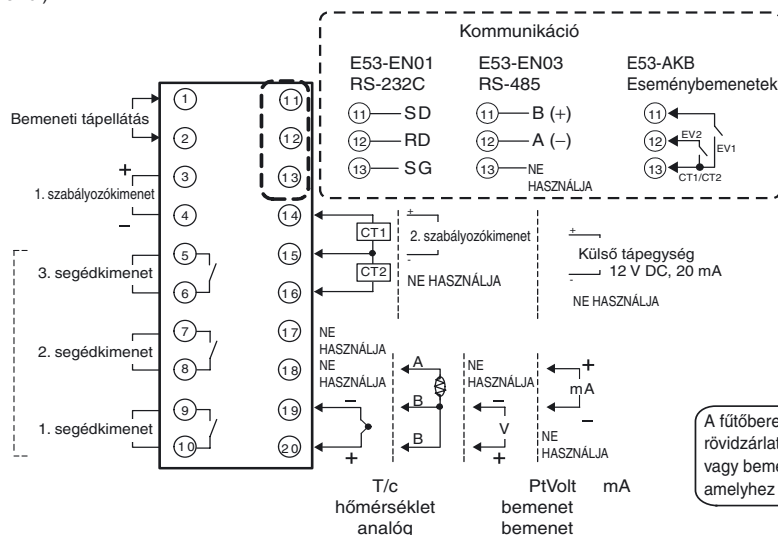 Kommunikáció
E53-EN01
RS-232C
E53-EN03
RS-485
E53-AKB
Eseménybemenetek
11 SD
12 RD
13 SG
11 B (+)
12 A (−)
13 NE
HASZNÁLJA
11
12
13
EV2
EV1
CT1/CT2
Bemeneti tápellátás
1
2
+
1. szabályozókimenet
−
3
4
3. segédkimenet
5
6
2. segédkimenet
7
8
1. segédkimenet
9
10
11
12
13
14
15
16
17
18
19
20
CT1
CT2
+
2. szabályozókimenet
-
NE HASZNÁLJA
+
Külső tápegység
- 12 V DC, 20 mA
NE HASZNÁLJA
NE
HASZNÁLJA
NE
HASZNÁLJA
−
+
A
B
B
NE
HASZNÁLJA
−
V
+
+
mA
−
NE
HASZNÁLJA
T/c
hőmérséklet
analóg
PtVolt mA
bemenet
bemenet
A fűtőbere
rövidzárlat
vagy beme
amelyhez